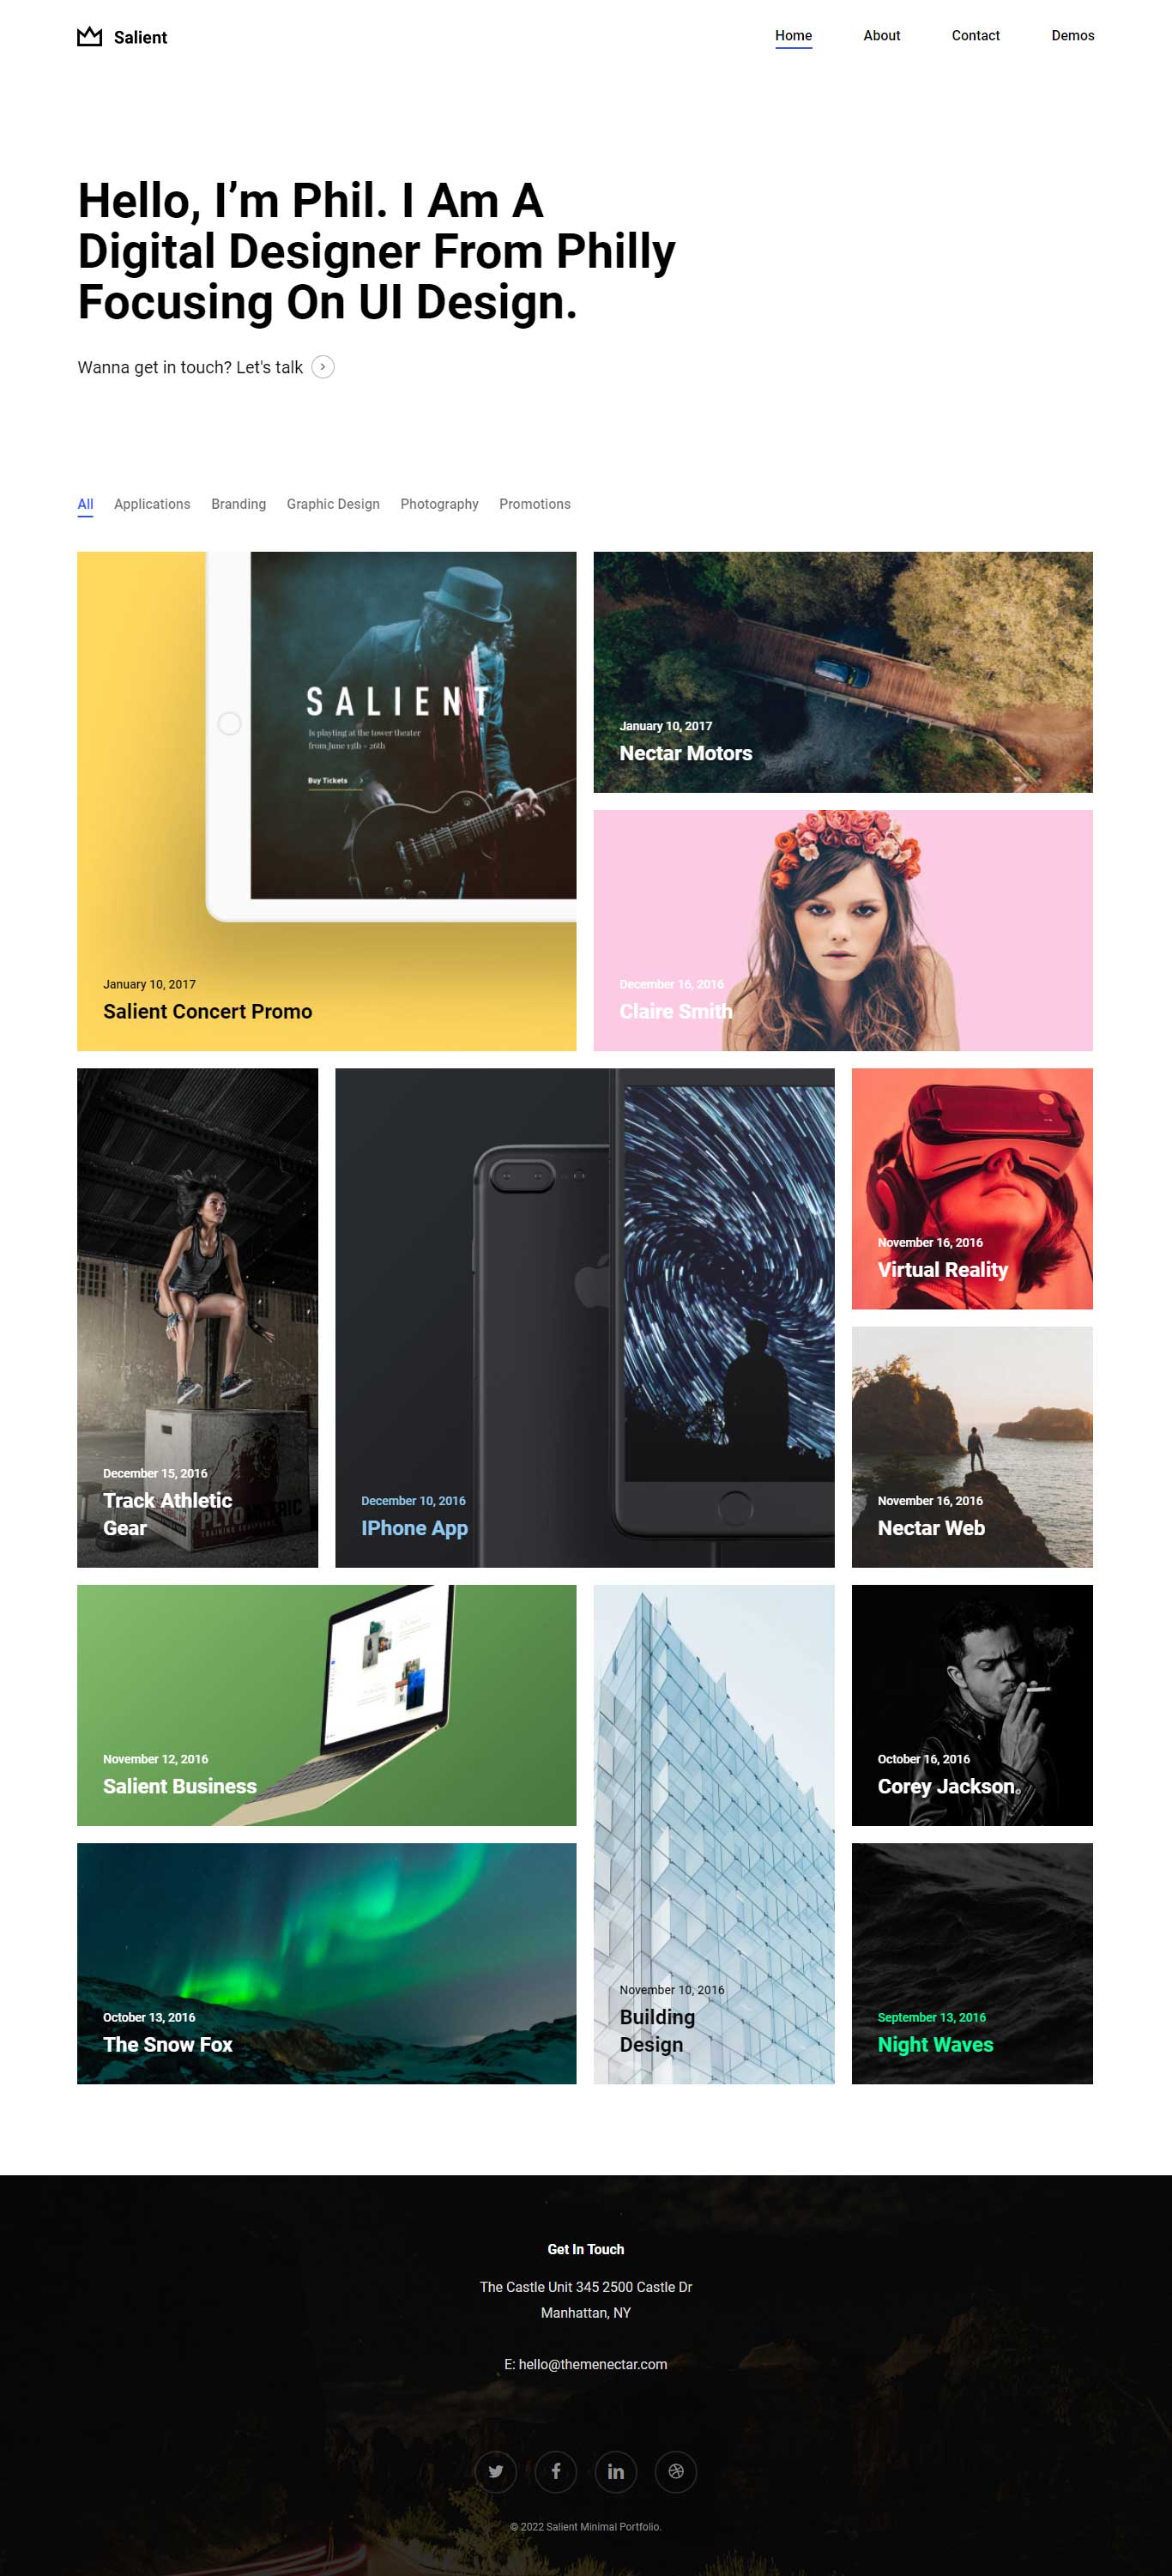 Salient
Home
About
Contact
Demos
Hello, I’m Phil. I Am A
Digital Designer From Philly
Focusing On UI Design.
Wanna get in touch? Let's talk
All
Applications
Branding
Graphic Design
Photography
Promotions
SALIENT
Is playting at the tower theater
from June 13th - 26th
Buy Tickets
January 10, 2017
Salient Concert Promo
January 10, 2017
Nectar Motors
December 16, 2016
Claire Smith
December 15, 2016
Track Athletic
Gear
PLYO
December 10, 2016
IPhone App
November 16, 2016
Virtual Reality
November 16, 2016
Nectar Web
November 12, 2016
Salient Business
November 10, 2016
Building
Design
October 16, 2016
Corey Jackson
October 13, 2016
The Snow Fox
September 13, 2016
Night Waves
Get In Touch
The Castle Unit 345 2500 Castle Dr
Manhattan, NY
E: hello@themenectar.com
© 2022 Salient Minimal Portfolio.